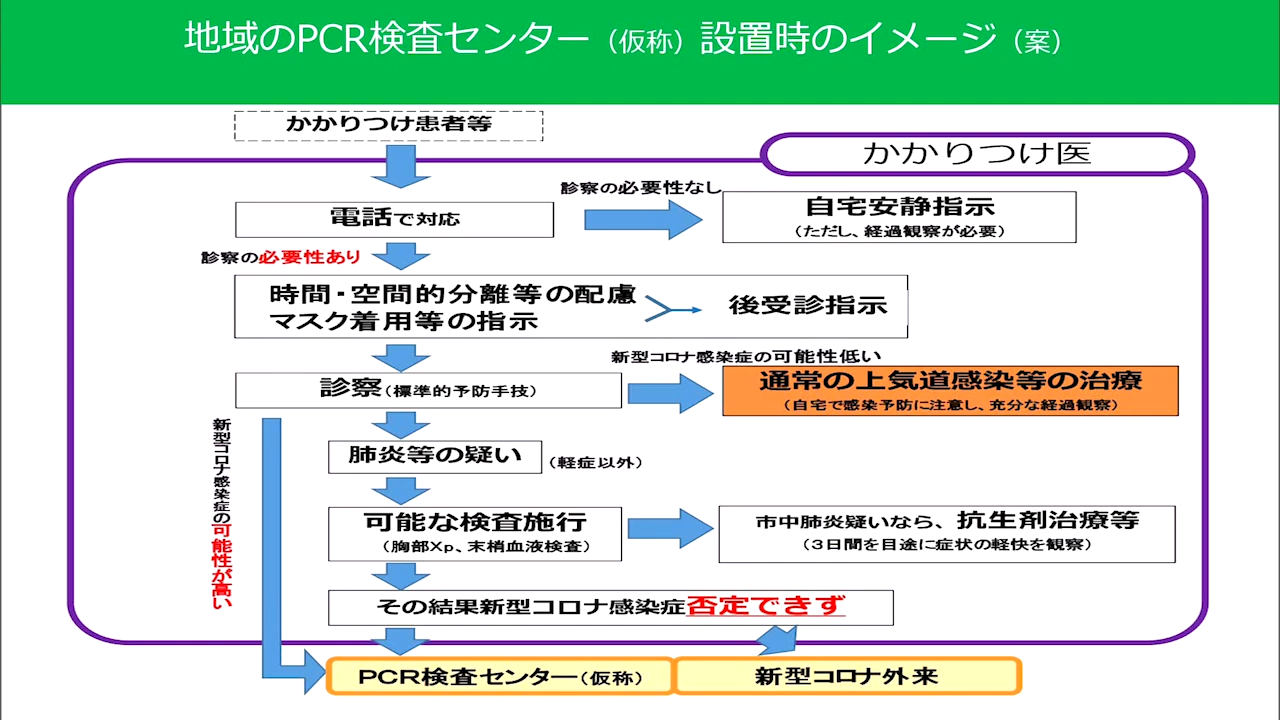 地域のPCR検査センター（仮称）設置時のイメージ（案）
かかりつけ患者等
かかりつけ医
診察の必要性なし
電話で対応
自宅安静指示
（ただし、経過観察が必要）
診察の必要性あり
時間・空間的分離等の配慮
マスク着用等の指示
後受診指示
新型コロナ感染症の可能性低い
診察（標準的予防手技）
通常の上気道感染等の治療
（自宅で感染予防に注意し、充分な経過観察）
新型コロナ感染症の可能性が高い
肺炎等の疑い（軽症以外）
可能な検査施行
（胸部Xp、末梢血液検査）
市中肺炎疑いなら、抗生剤治療等
（３日間を目途に症状の軽快を観察）
その結果新型コロナ感染症否定できず
PCR検査センター（仮称）
新型コロナ外来